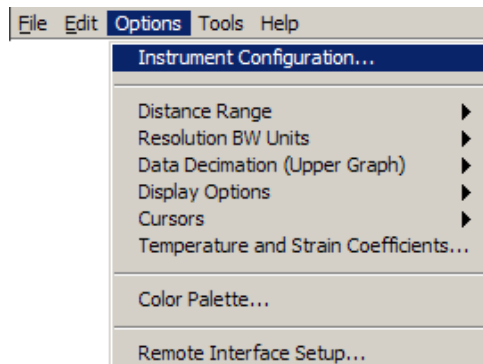 File Edit Options Tools Help
Instrument Configuration...
Distance Range
Resolution BW Units
Data Decimation (Upper Graph)
Display Options
Cursors
Temperature and Strain Coefficients...
Color Palette...
Remote Interface Setup...